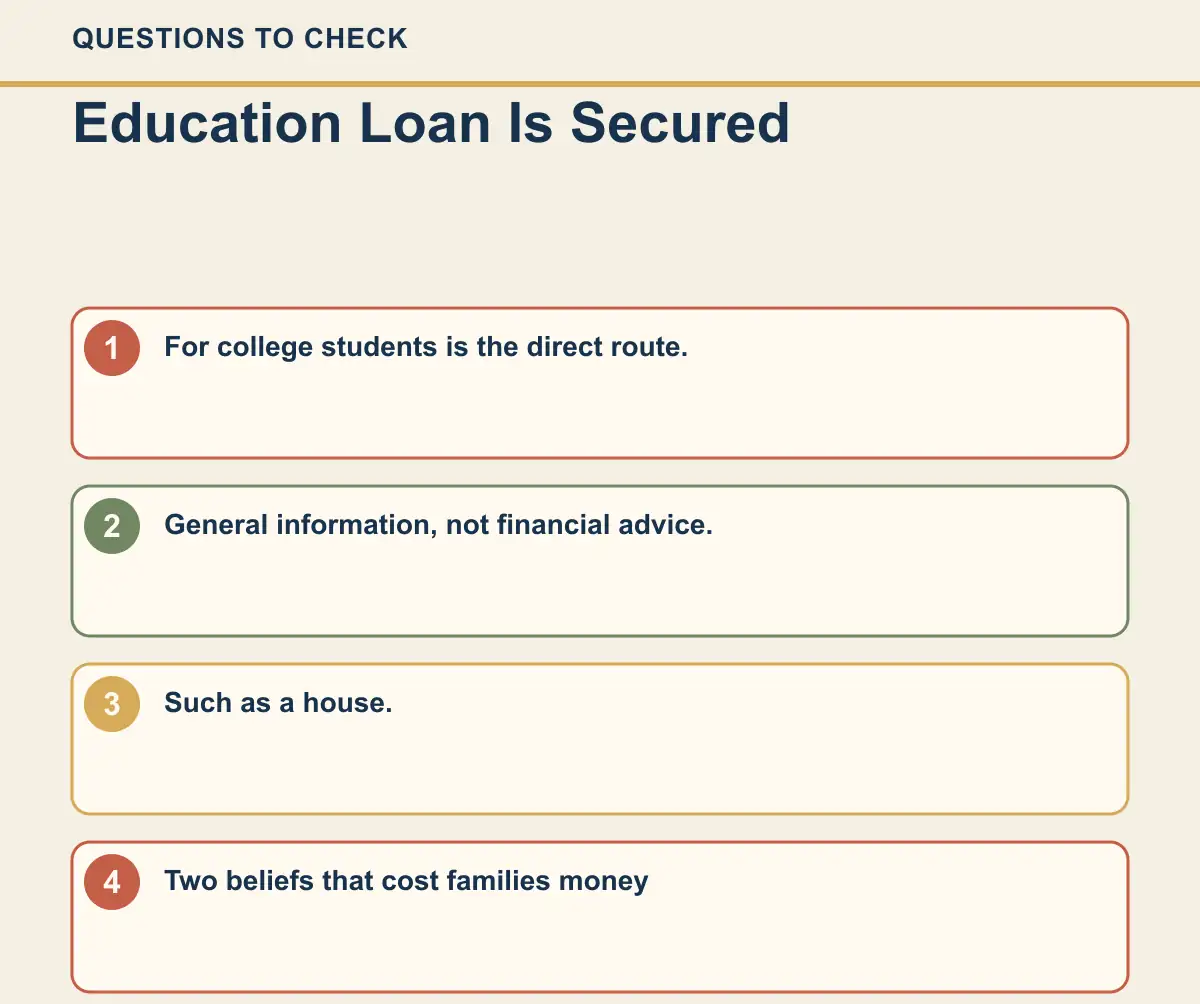 QUESTIONS TO CHECK
Education Loan Is Secured
1 For college students is the direct route.
2 General information, not financial advice.
3 Such as a house.
4 Two beliefs that cost families money